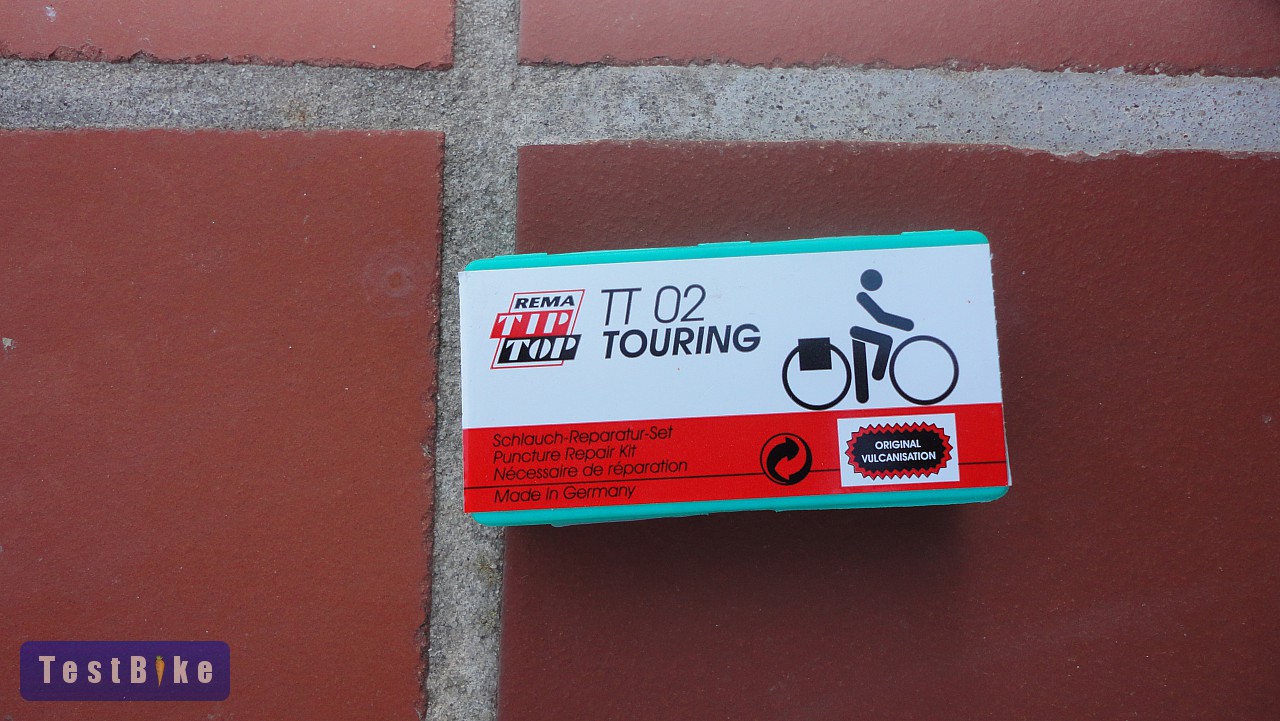 REMA
TIP
TOP
TT 02
TOURING
Schlauch-Reparatur-Set
Puncture Repair Kit
Nécessaire de réparation
Made in Germany
ORIGINAL
VULCANISATION
TestBike